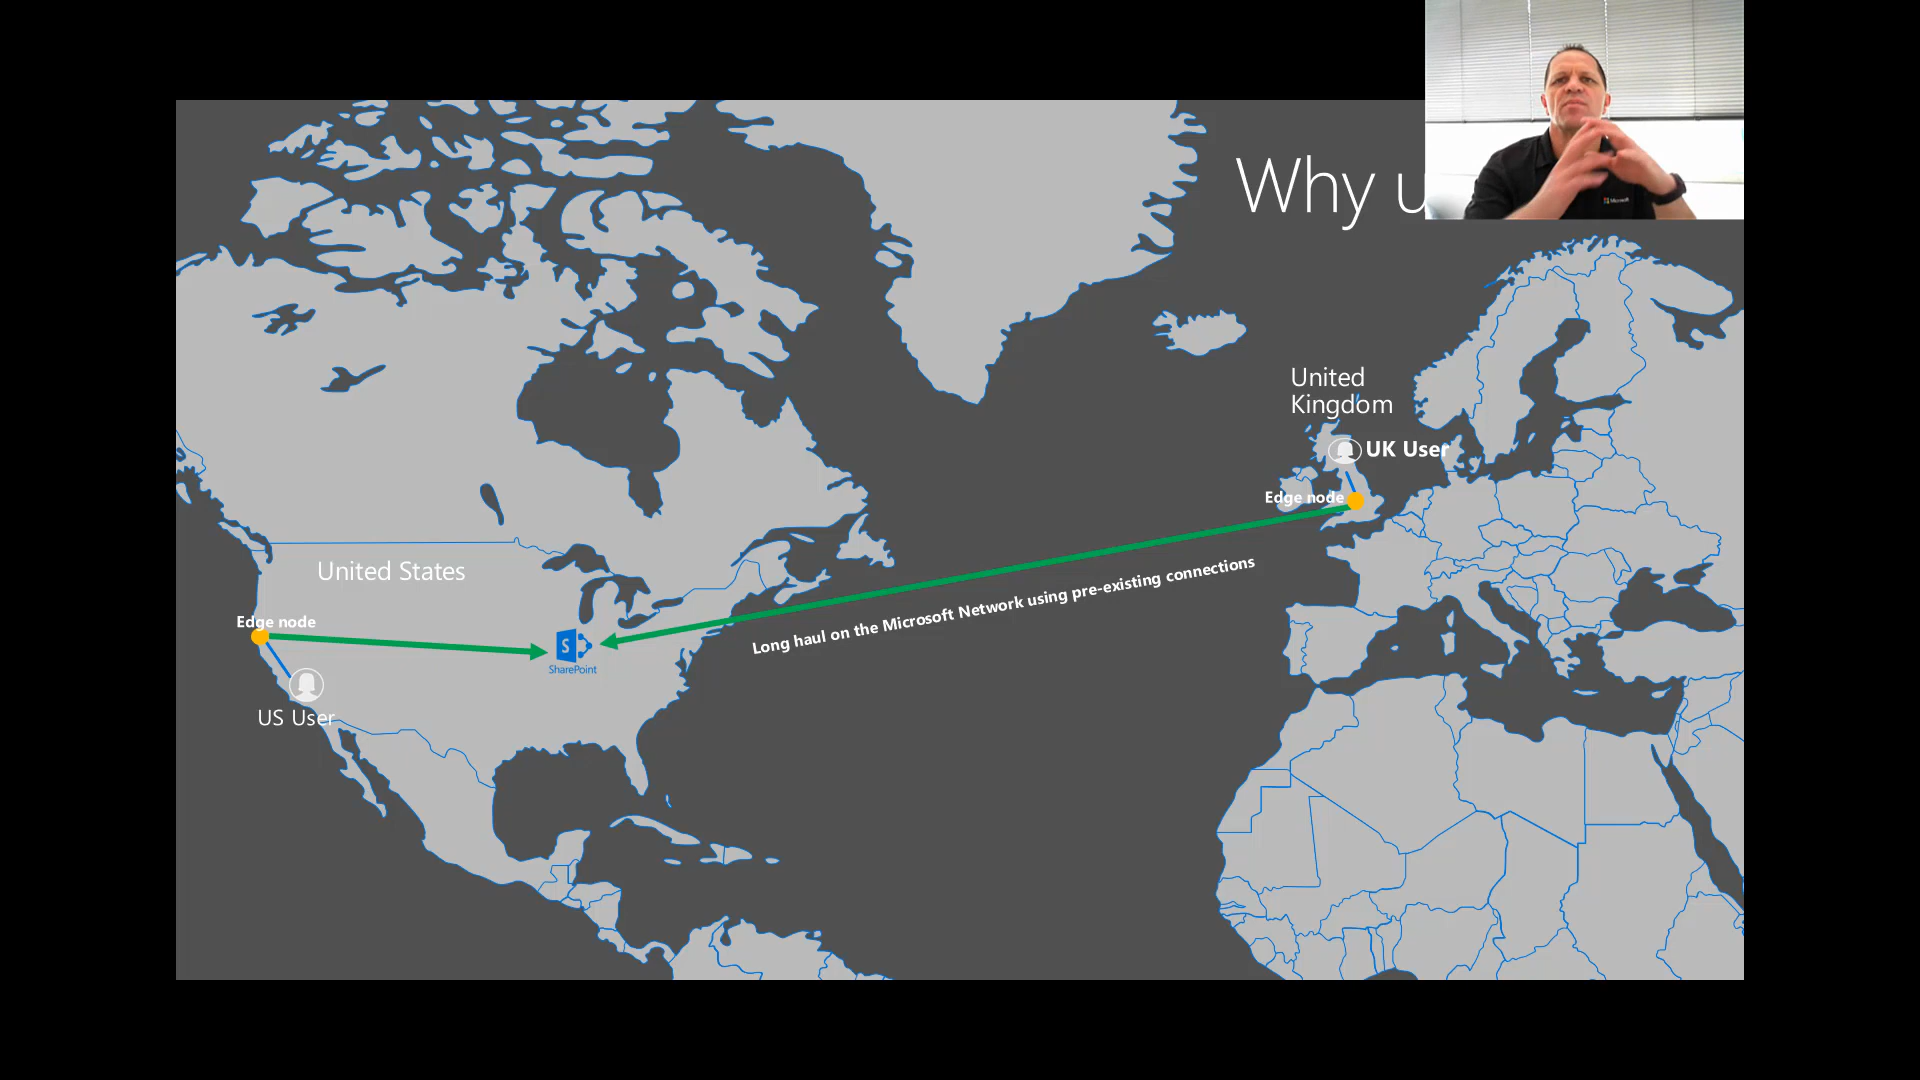 Why u
Microsoft
United
Kingdom
UK User
Edge node
Long haul on the Microsoft Network using pre-existing connections
United States
Edge node
S
SharePoint
US User